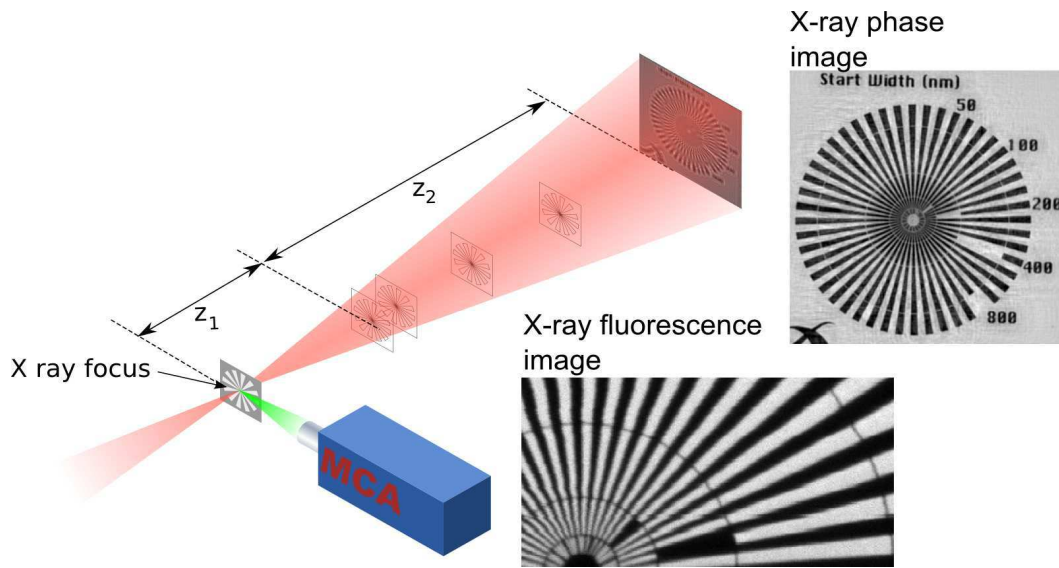 X-ray phase
image
Start Width (nm)
50
100
200
400
800
z₂
z₁
X ray focus
MCA
X-ray fluorescence
image